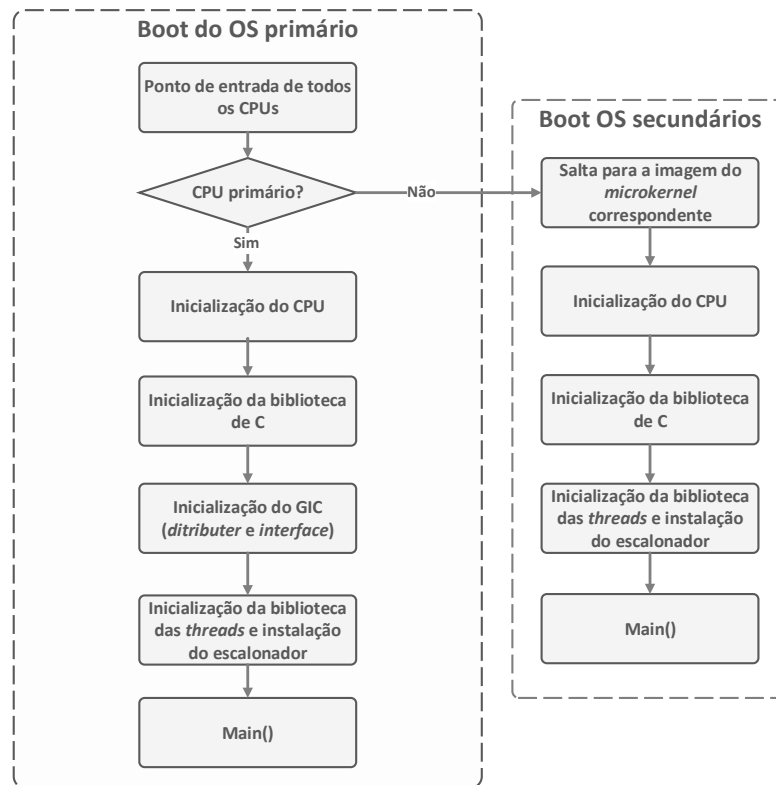 Boot do OS primário
Ponto de entrada de todos
os CPUs
CPU primário?
Não
Sim
Inicialização do CPU
Inicialização da biblioteca
de C
Inicialização do GIC
(ditributer e interface)
Inicialização da biblioteca
das threads e instalação
do escalonador
Main()
Boot OS secundários
Salta para a imagem do
microkernel
correspondente
Inicialização do CPU
Inicialização da biblioteca
de C
Inicialização da biblioteca
das threads e instalação
do escalonador
Main()